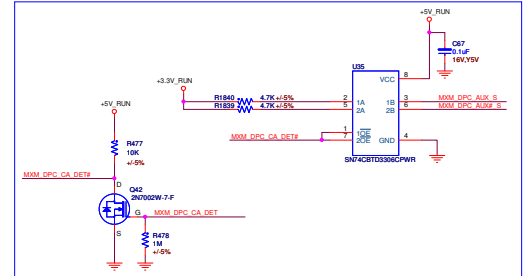 +5V_RUN
C67
0.1uF
16V,Y5V
U35
+3.3V_RUN
VCC 8
R1840 4.7K +/-5% 2 1A 1B 3 MXM_DPC_AUX_S
R1839 4.7K +/-5% 5 2A 2B 6 MXM_DPC_AUX#_S
+5V_RUN
MXM_DPC_CA_DET# 1 1OE
7 2OE GND 4
SN74CBTD3306CPWR
R477
10K
+/-5%
MXM_DPC_CA_DET#
D
Q42
2N7002W-7-F
G MXM_DPC_CA_DET
S
R478
1M
+/-5%